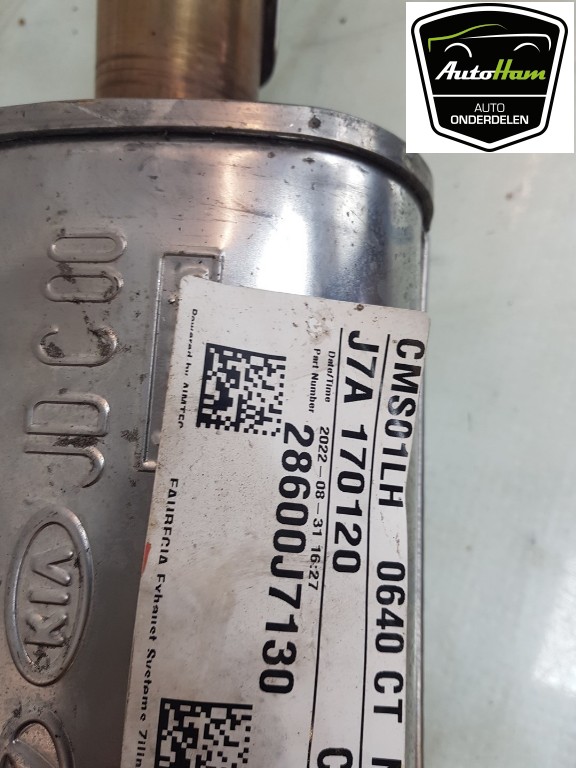 AutoHam
AUTO
ONDERDELEN
JD C 00
KIA
CMS01LH 0640 CT
J7A 170120
Date/Time 2022-08-31 16:27
Part Number 28600J7130
Powered by AIMTEC
FAURECIA Exhaust Systems